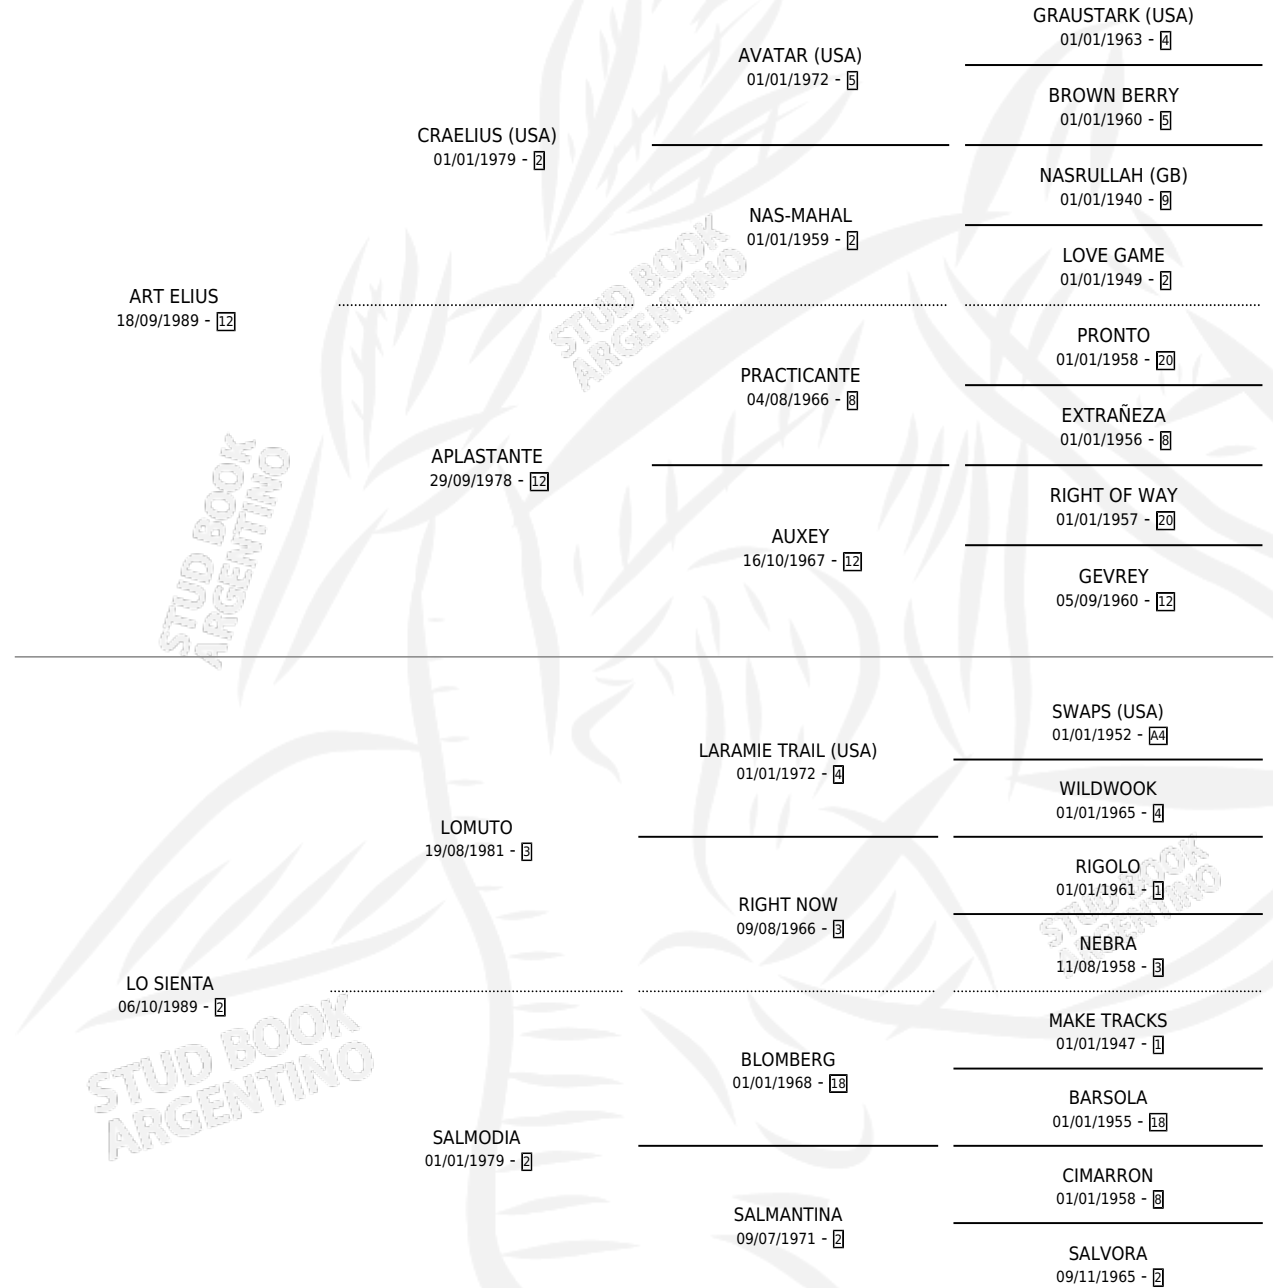 GRAUSTARK (USA)
01/01/1963 - 4
AVATAR (USA)
01/01/1972 - 5
BROWN BERRY
01/01/1960 - 5
CRAELIUS (USA)
01/01/1979 - 2
NASRULLAH (GB)
01/01/1940 - 9
NAS-MAHAL
01/01/1959 - 2
LOVE GAME
01/01/1949 - 2
ART ELIUS
18/09/1989 - 12
PRONTO
01/01/1958 - 20
PRACTICANTE
04/08/1966 - 8
EXTRAÑEZA
01/01/1956 - 8
APLASTANTE
29/09/1978 - 12
RIGHT OF WAY
01/01/1957 - 20
AUXEY
16/10/1967 - 12
GEVREY
05/09/1960 - 12
SWAPS (USA)
01/01/1952 - A4
LARAMIE TRAIL (USA)
01/01/1972 - 4
WILDWOOK
01/01/1965 - 4
LOMUTO
19/08/1981 - 3
RIGOLO
01/01/1961 - 1
RIGHT NOW
09/08/1966 - 3
NEBRA
11/08/1958 - 3
LO SIENTA
06/10/1989 - 2
MAKE TRACKS
01/01/1947 - 1
BLOMBERG
01/01/1968 - 18
BARSOLA
01/01/1955 - 18
SALMODIA
01/01/1979 - 2
CIMARRON
01/01/1958 - 8
SALMANTINA
09/07/1971 - 2
SALVORA
09/11/1965 - 2
STUD BOOK
ARGENTINO
STUD BOOK
ARGENTINO
STUD BOOK
ARGENTINO
STUD BOOK
ARGENTINO